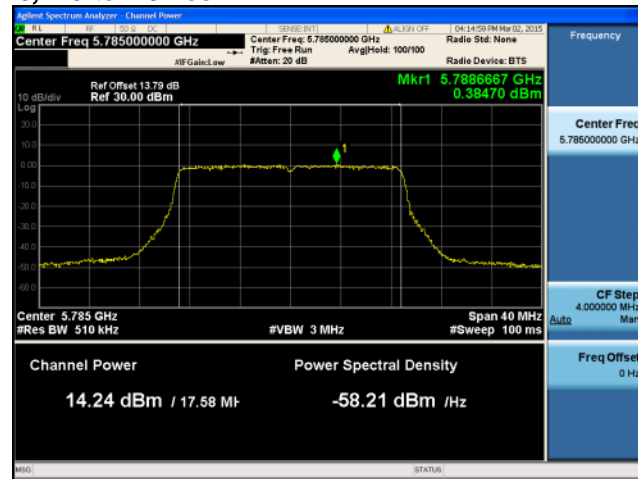 Agilent Spectrum Analyzer - Channel Power
RL RF 50 Ω DC SENSE:INT ALIGN OFF 04:14:59 PM Mar 02, 2015
Center Freq 5.785000000 GHz
Center Freq: 5.785000000 GHz
Radio Std: None
Trig: Free Run Avg|Hold: 100/100
#IFGain:Low #Atten: 20 dB Radio Device: BTS
Frequency
Mkr1 5.7886667 GHz
0.38470 dBm
Ref Offset 13.79 dB
10 dB/div Ref 30.00 dBm
Log
20.0
10.0
0.00
-10.0
-20.0
-30.0
-40.0
-50.0
-60.0
1
Center 5.785 GHz Span 40 MHz
#Res BW 510 kHz #VBW 3 MHz #Sweep 100 ms
Channel Power Power Spectral Density
14.24 dBm / 17.58 MH -58.21 dBm /Hz
Center Freq
5.785000000 GHz
CF Step
4.000000 MHz
Auto Man
Freq Offset
0 Hz
MSG STATUS